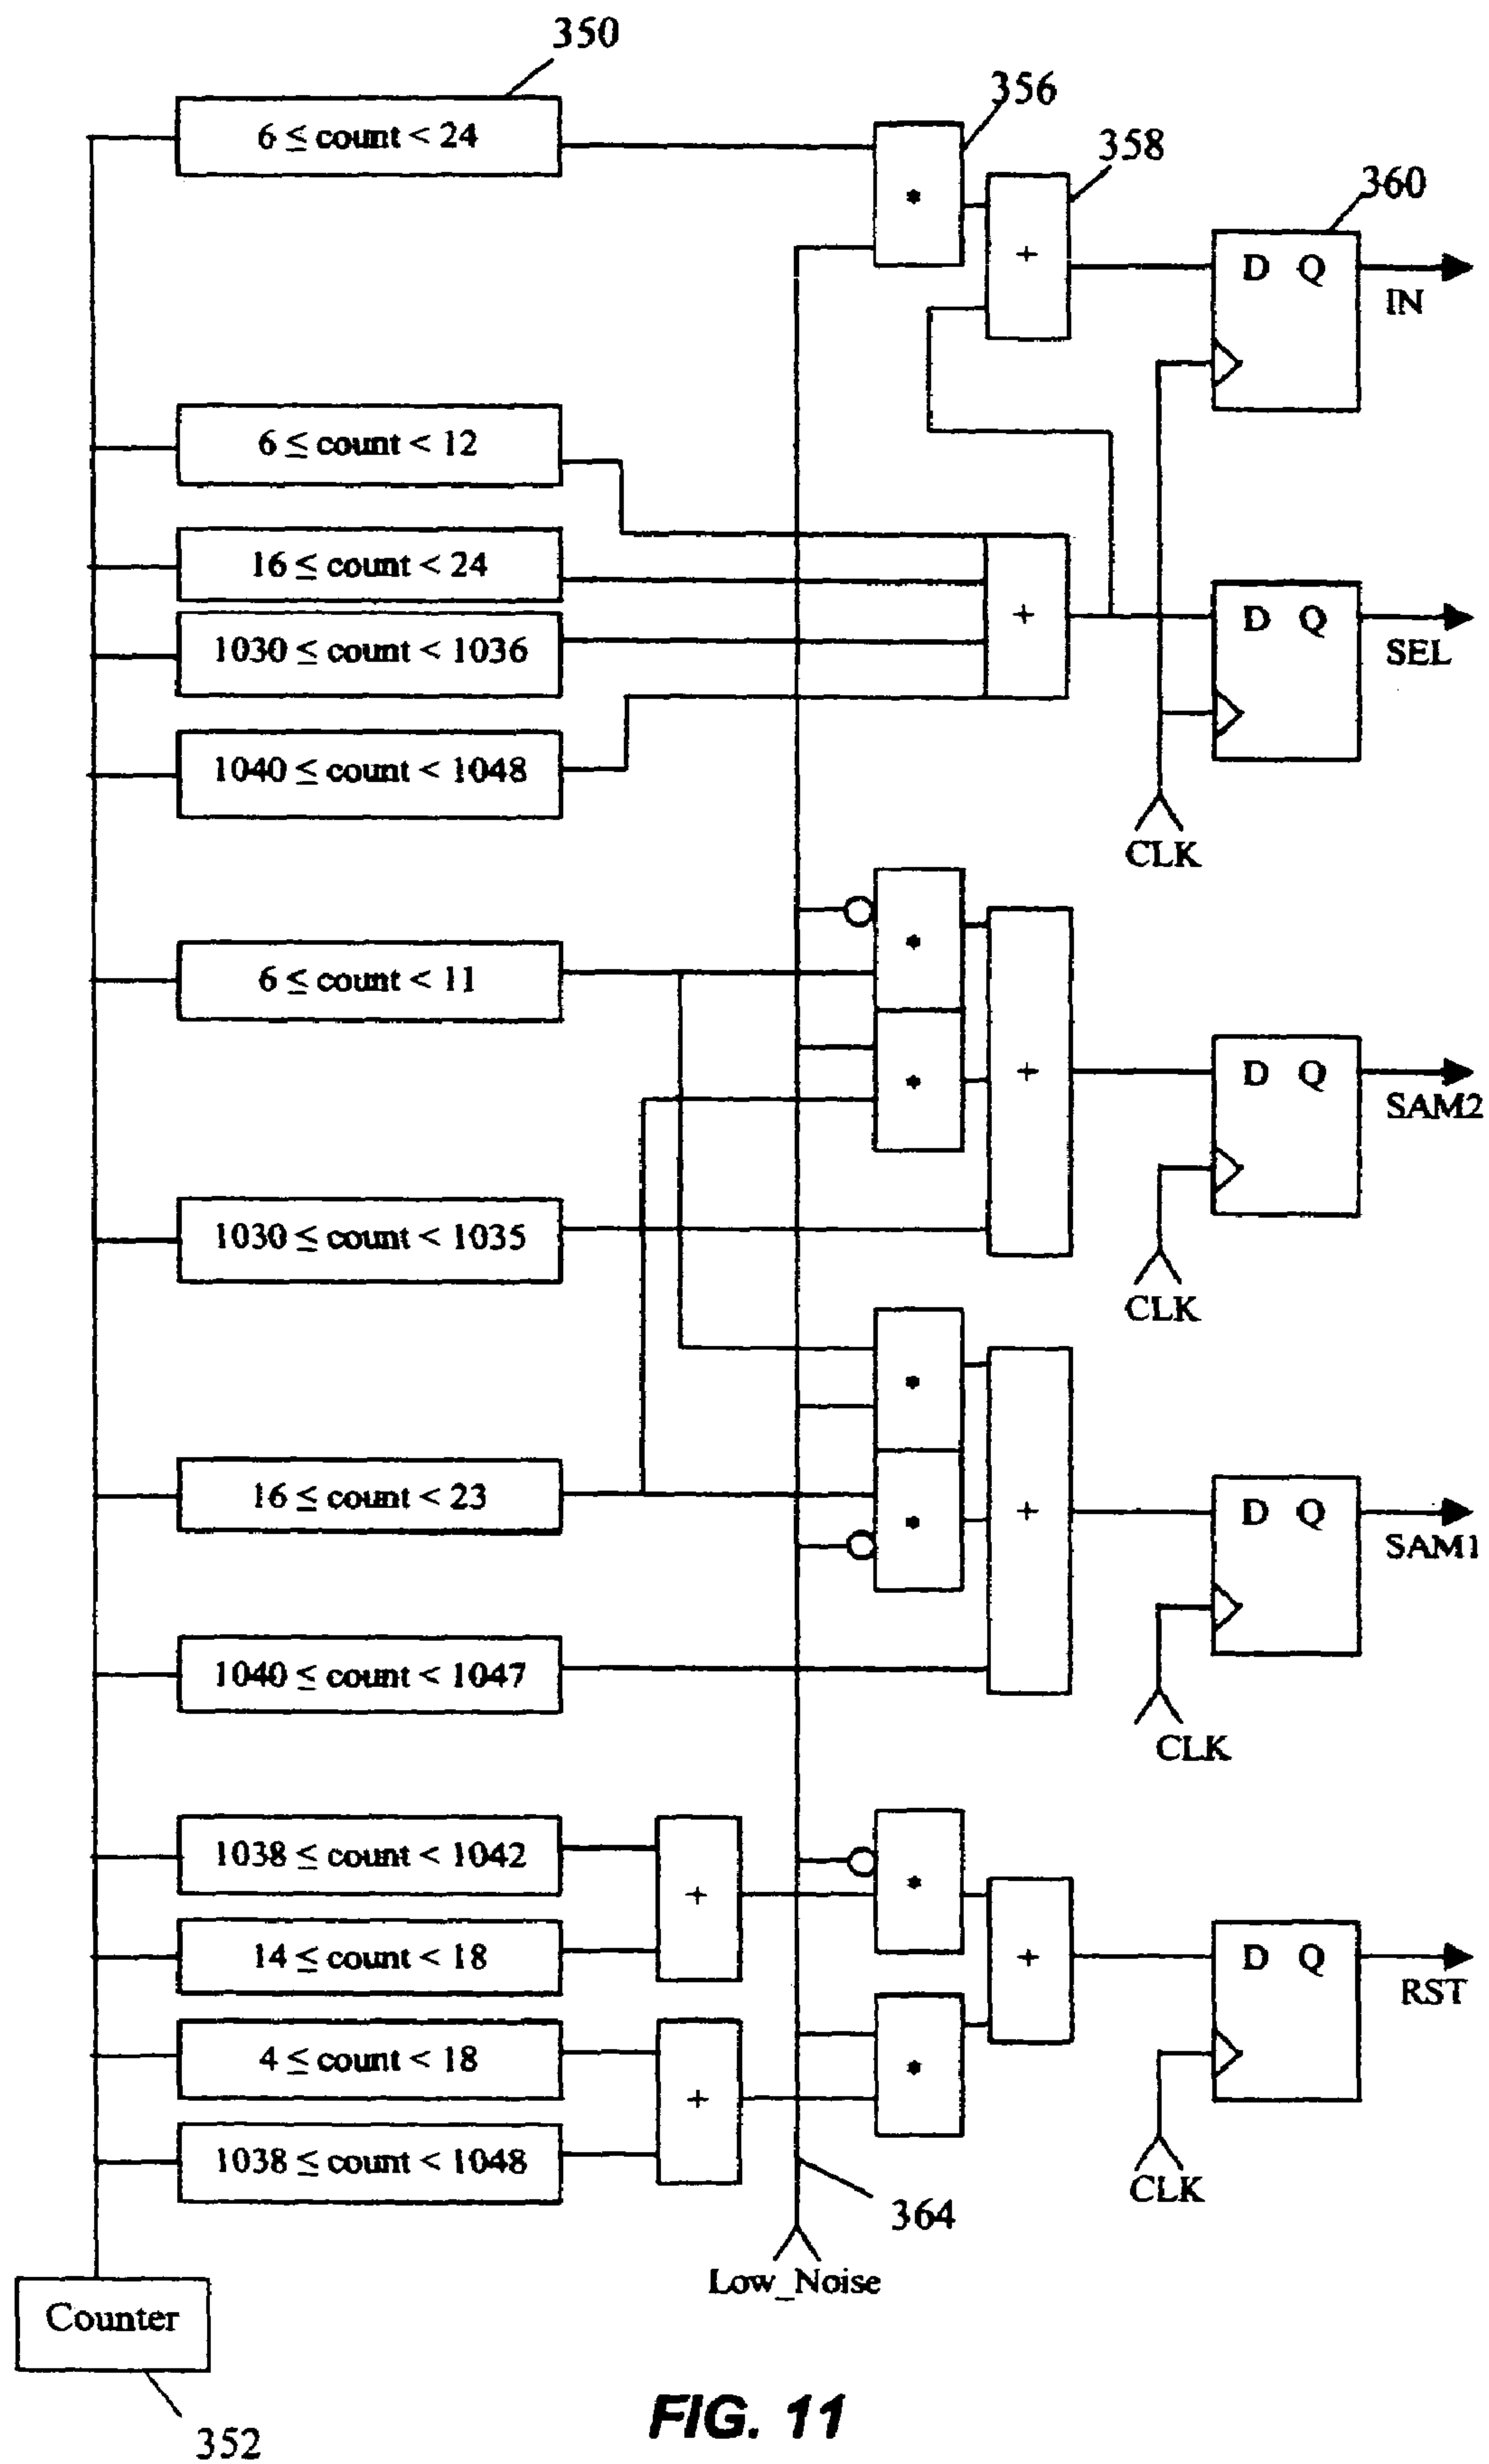 350
6 ≤ count < 24
356
*
358
+
360
D Q
IN
6 ≤ count < 12
16 ≤ count < 24
1030 ≤ count < 1036
1040 ≤ count < 1048
+
D Q
SEL
CLK
6 ≤ count < 11
*
*
+
D Q
SAM2
1030 ≤ count < 1035
CLK
*
16 ≤ count < 23
*
+
D Q
SAM1
1040 ≤ count < 1047
CLK
1038 ≤ count < 1042
+
*
14 ≤ count < 18
+
D Q
RST
4 ≤ count < 18
+
*
1038 ≤ count < 1048
364
CLK
Low_Noise
Counter
352
FIG. 11